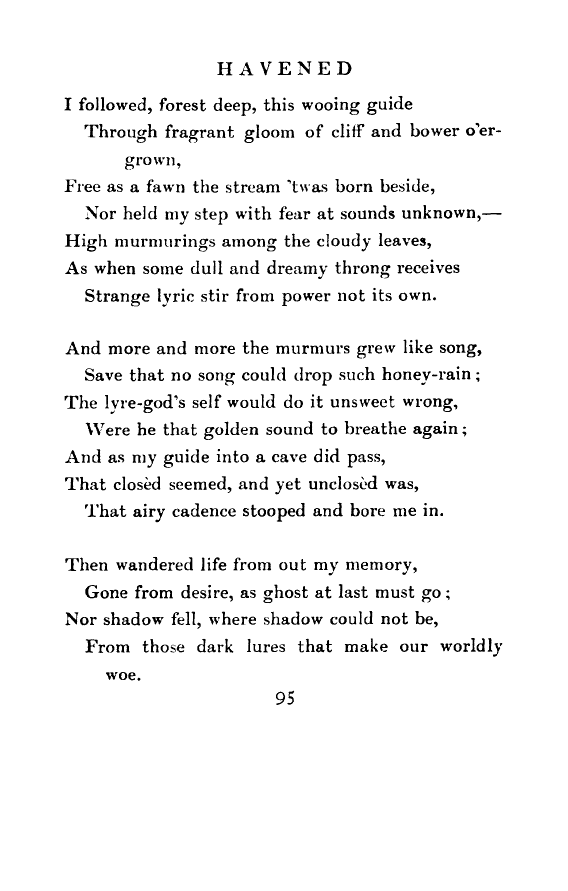 HAVENED
I followed, forest deep, this wooing guide
Through fragrant gloom of cliff and bower o'er-
grown,
Free as a fawn the stream 'twas born beside,
Nor held my step with fear at sounds unknown,—
High murmurings among the cloudy leaves,
As when some dull and dreamy throng receives
Strange lyric stir from power not its own.
And more and more the murmurs grew like song,
Save that no song could drop such honey-rain;
The lyre-god's self would do it unsweet wrong,
Were he that golden sound to breathe again;
And as my guide into a cave did pass,
That closèd seemed, and yet unclosèd was,
That airy cadence stooped and bore me in.
Then wandered life from out my memory,
Gone from desire, as ghost at last must go;
Nor shadow fell, where shadow could not be,
From those dark lures that make our worldly
woe.
95